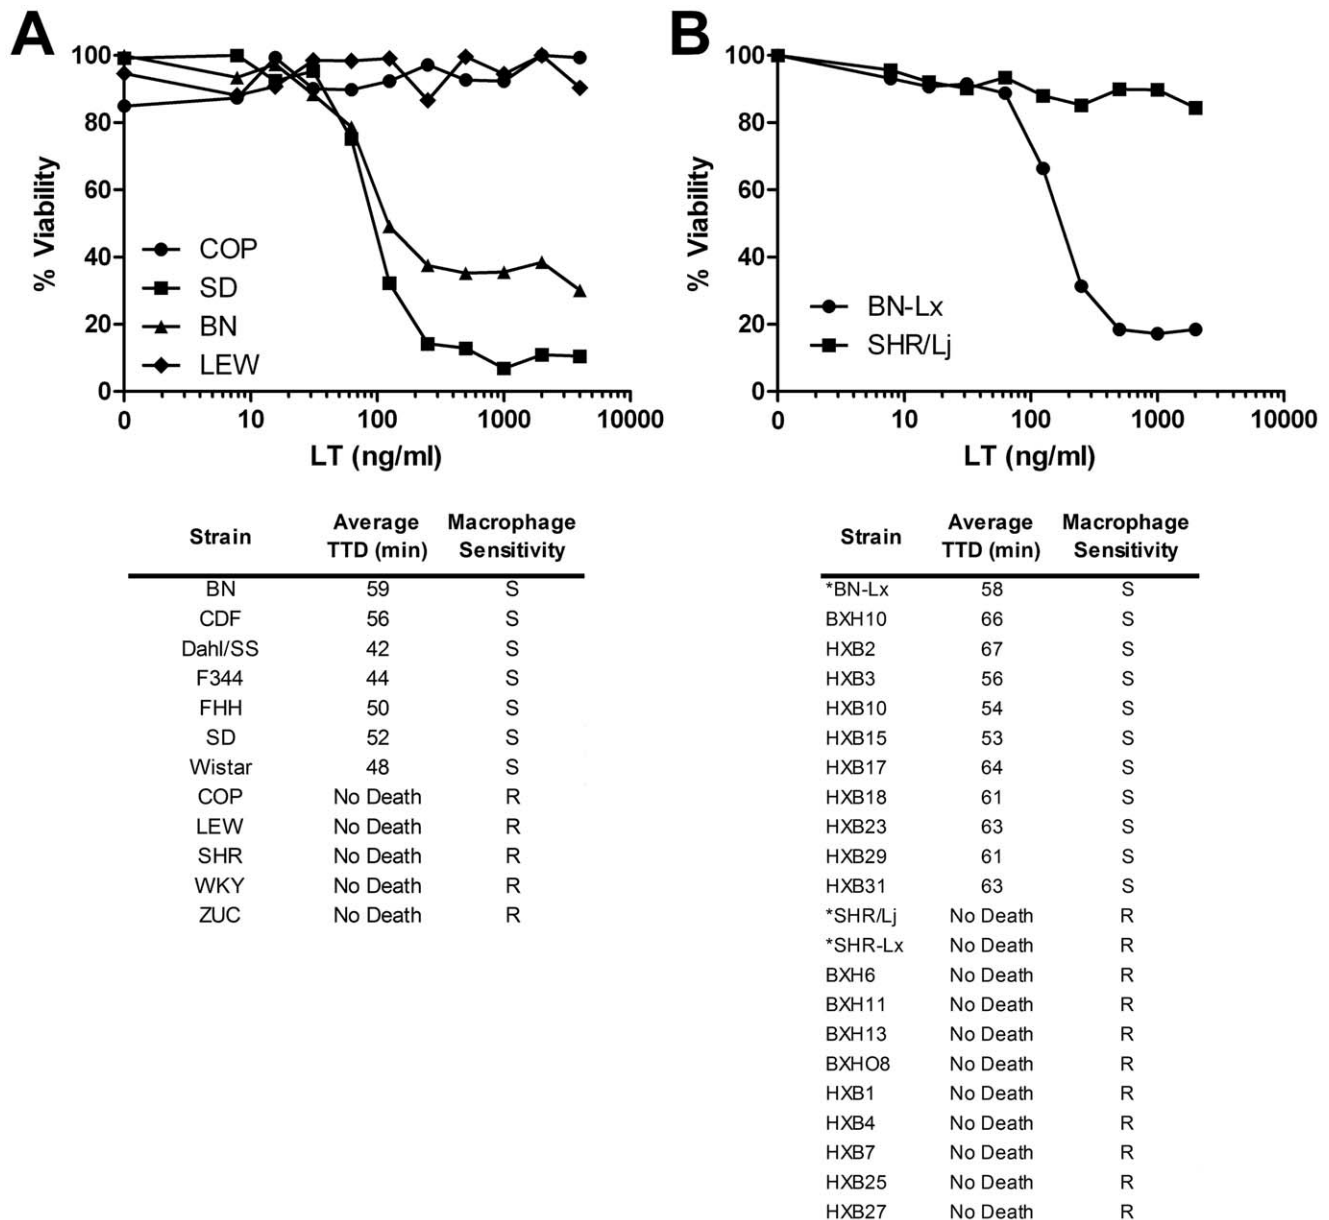 A
% Viability
100
80
60
40
20
0
COP
SD
BN
LEW
0 10 100 1000 10000
LT (ng/ml)
Strain Average TTD (min) Macrophage Sensitivity
BN 59 S
CDF 56 S
Dahl/SS 42 S
F344 44 S
FHH 50 S
SD 52 S
Wistar 48 S
COP No Death R
LEW No Death R
SHR No Death R
WKY No Death R
ZUC No Death R
B
% Viability
100
80
60
40
20
0
BN-Lx
SHR/Lj
0 10 100 1000 10000
LT (ng/ml)
Strain Average TTD (min) Macrophage Sensitivity
*BN-Lx 58 S
BXH10 66 S
HXB2 67 S
HXB3 56 S
HXB10 54 S
HXB15 53 S
HXB17 64 S
HXB18 61 S
HXB23 63 S
HXB29 61 S
HXB31 63 S
*SHR/Lj No Death R
*SHR-Lx No Death R
BXH6 No Death R
BXH11 No Death R
BXH13 No Death R
BXHO8 No Death R
HXB1 No Death R
HXB4 No Death R
HXB7 No Death R
HXB25 No Death R
HXB27 No Death R